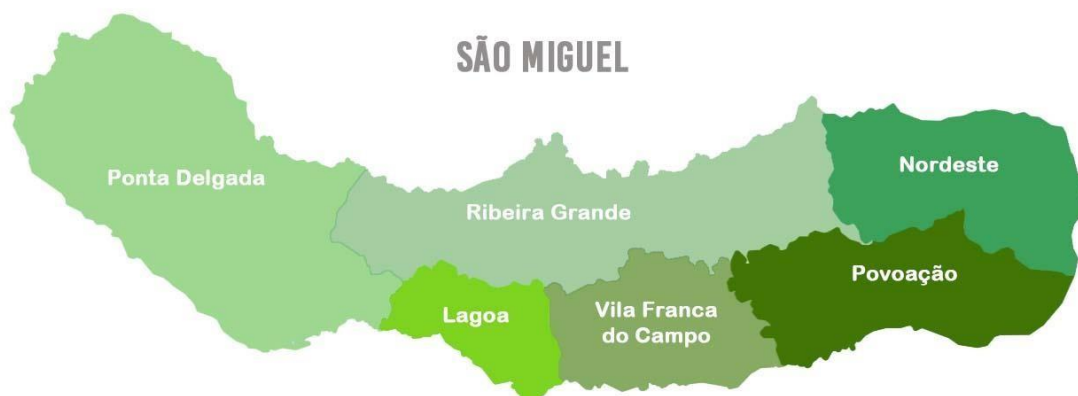 SÃO MIGUEL
Ponta Delgada
Ribeira Grande
Nordeste
Lagoa
Vila Franca
do Campo
Povoação